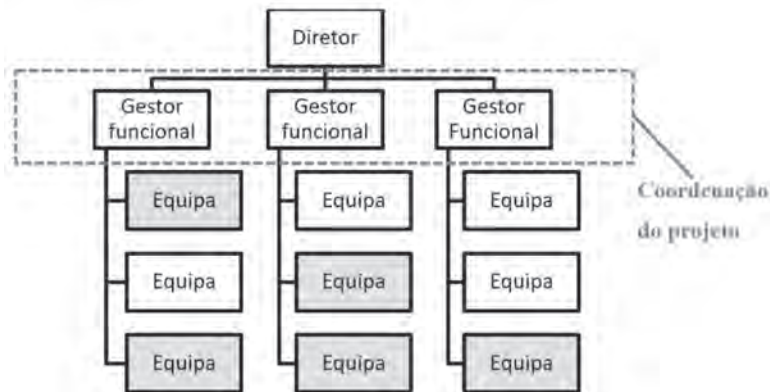 Diretor
Gestor
funcional
Gestor
funcional
Gestor
Funcional
Coordenação
do projeto
Equipa
Equipa
Equipa
Equipa
Equipa
Equipa
Equipa
Equipa
Equipa